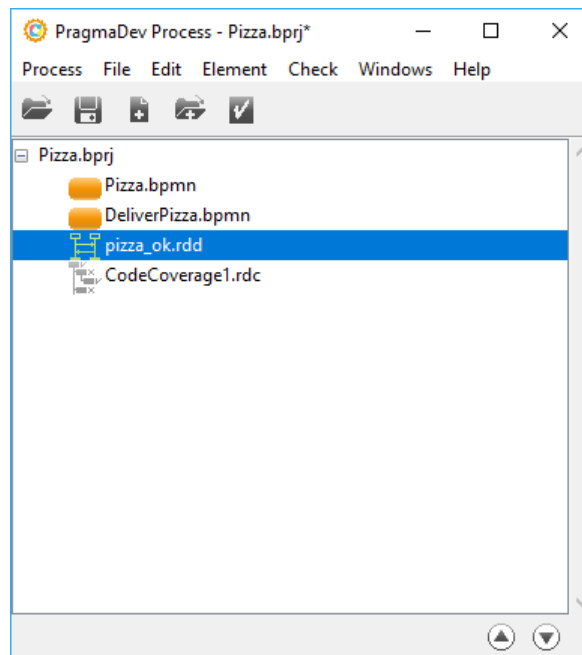 PragmaDev Process - Pizza.bprj*
Process File Edit Element Check Windows Help
Pizza.bprj
Pizza.bpmn
DeliverPizza.bpmn
pizza_ok.rdd
CodeCoverage1.rdc